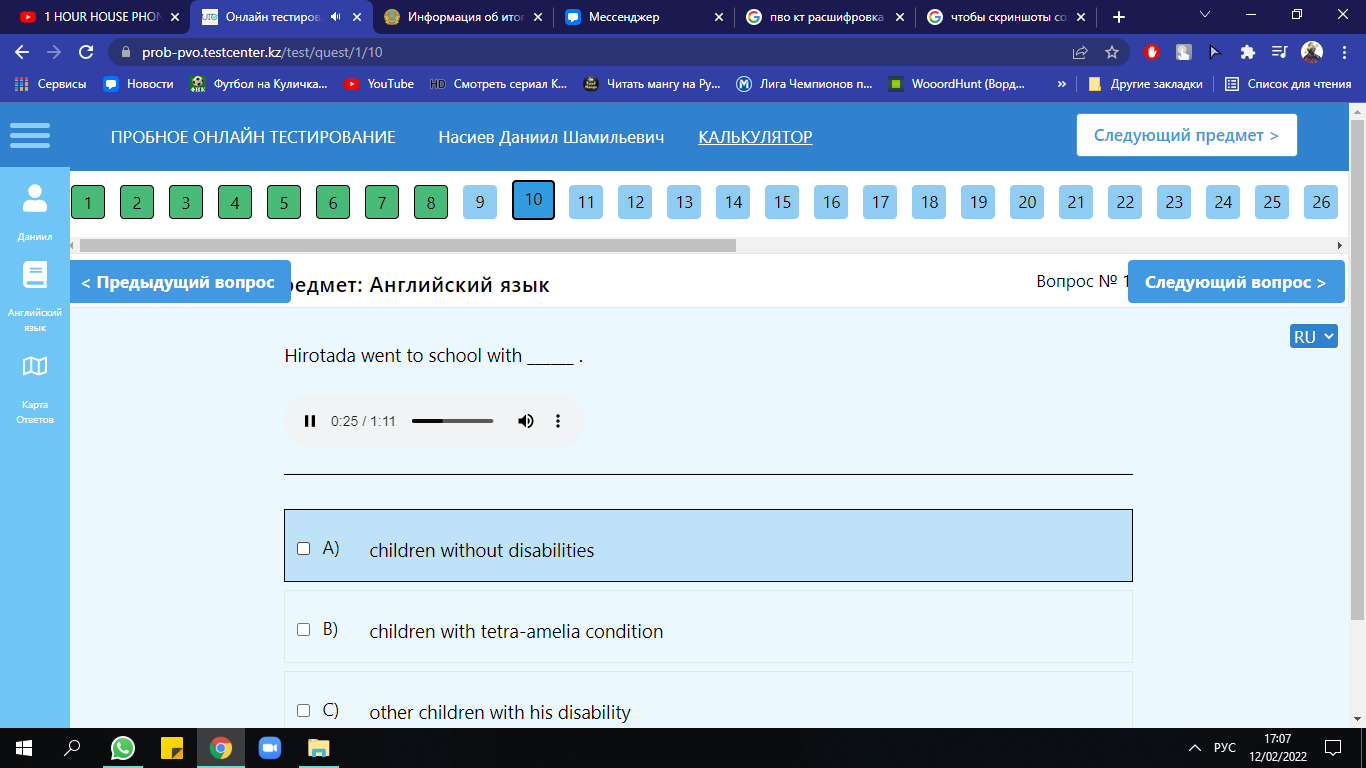 1 HOUR HOUSE PHON
Онлайн тестиров
Информация об итог
Мессенджер
пво кт расшифровка
чтобы скриншоты со
prob-pvo.testcenter.kz/test/quest/1/10
Сервисы
Новости
Футбол на Куличка...
YouTube
HD Смотреть сериал К...
Читать мангу на Ру...
Лига Чемпионов п...
WooordHunt (Ворд...
»
Другие закладки
Список для чтения
ПРОБНОЕ ОНЛАЙН ТЕСТИРОВАНИЕ
Насиев Даниил Шамильевич
КАЛЬКУЛЯТОР
Следующий предмет >
1 2 3 4 5 6 7 8 9 10 11 12 13 14 15 16 17 18 19 20 21 22 23 24 25 26
Даниил
Английский
язык
Карта
Ответов
< Предыдущий вопрос
редмет: Английский язык
Вопрос № 1
Следующий вопрос >
RU
Hirotada went to school with ______ .
0:25 / 1:11
A) children without disabilities
B) children with tetra-amelia condition
C) other children with his disability
РУС
17:07
12/02/2022